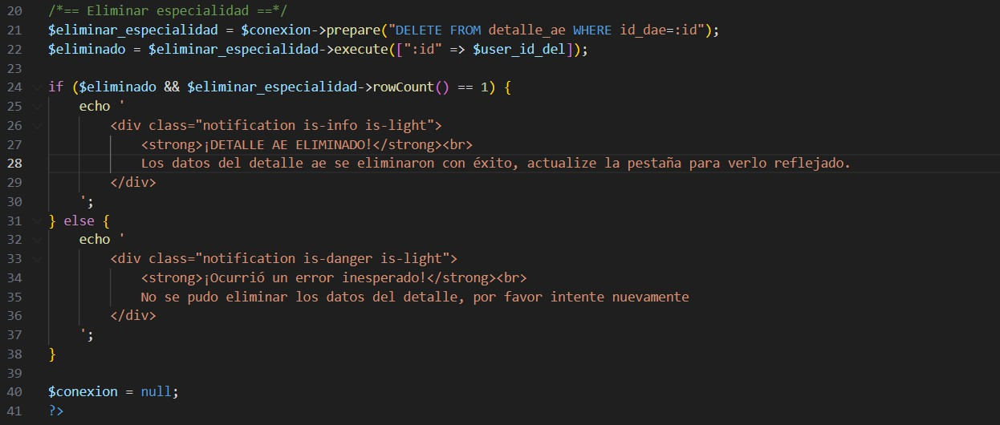 20 /*== Eliminar especialidad ==*/
21 $eliminar_especialidad = $conexion->prepare("DELETE FROM detalle_ae WHERE id_dae=:id");
22 $eliminado = $eliminar_especialidad->execute([":id" => $user_id_del]);
23
24 if ($eliminado && $eliminar_especialidad->rowCount() == 1) {
25 echo '
26 <div class="notification is-info is-light">
27 <strong>¡DETALLE AE ELIMINADO!</strong><br>
28 Los datos del detalle ae se eliminaron con éxito, actualize la pestaña para verlo reflejado.
29 </div>
30 ';
31 } else {
32 echo '
33 <div class="notification is-danger is-light">
34 <strong>¡Ocurrió un error inesperado!</strong><br>
35 No se pudo eliminar los datos del detalle, por favor intente nuevamente
36 </div>
37 ';
38 }
39
40 $conexion = null;
41 ?>